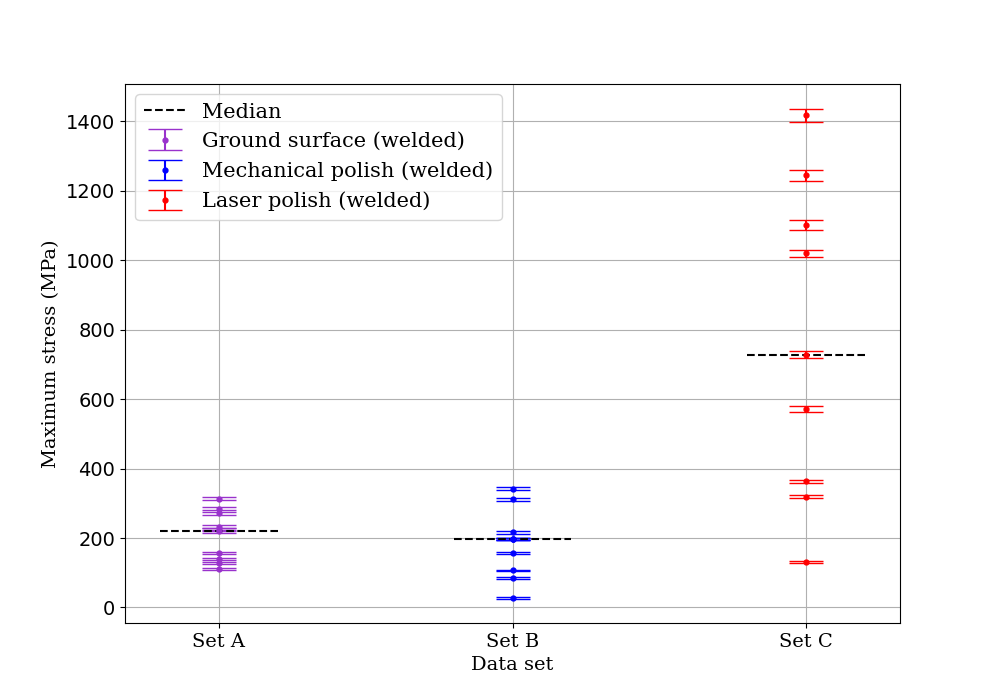 Median
Ground surface (welded)
Mechanical polish (welded)
Laser polish (welded)
1400
1200
1000
800
600
400
200
0
Maximum stress (MPa)
Set A
Set B
Set C
Data set